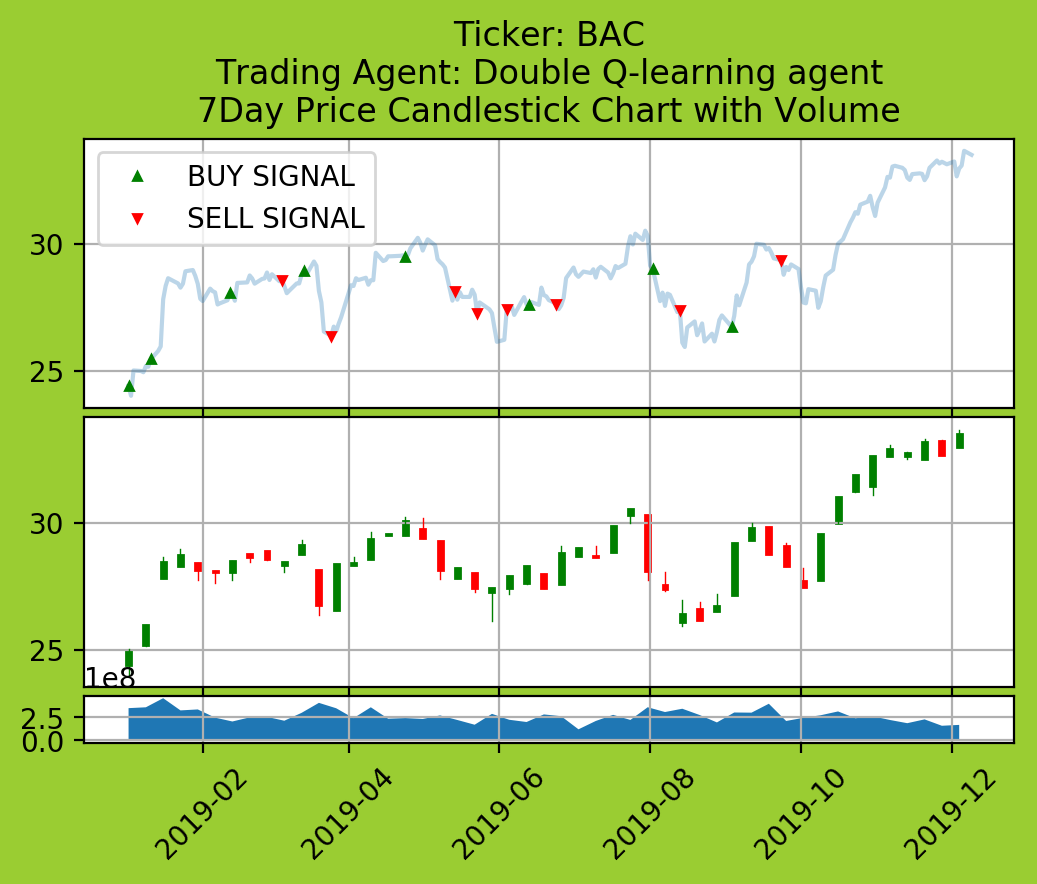 Ticker: BAC
Trading Agent: Double Q-learning agent
7Day Price Candlestick Chart with Volume
BUY SIGNAL
SELL SIGNAL
30
25
30
25
1e8
2.5
0.0
2019-02
2019-04
2019-06
2019-08
2019-10
2019-12